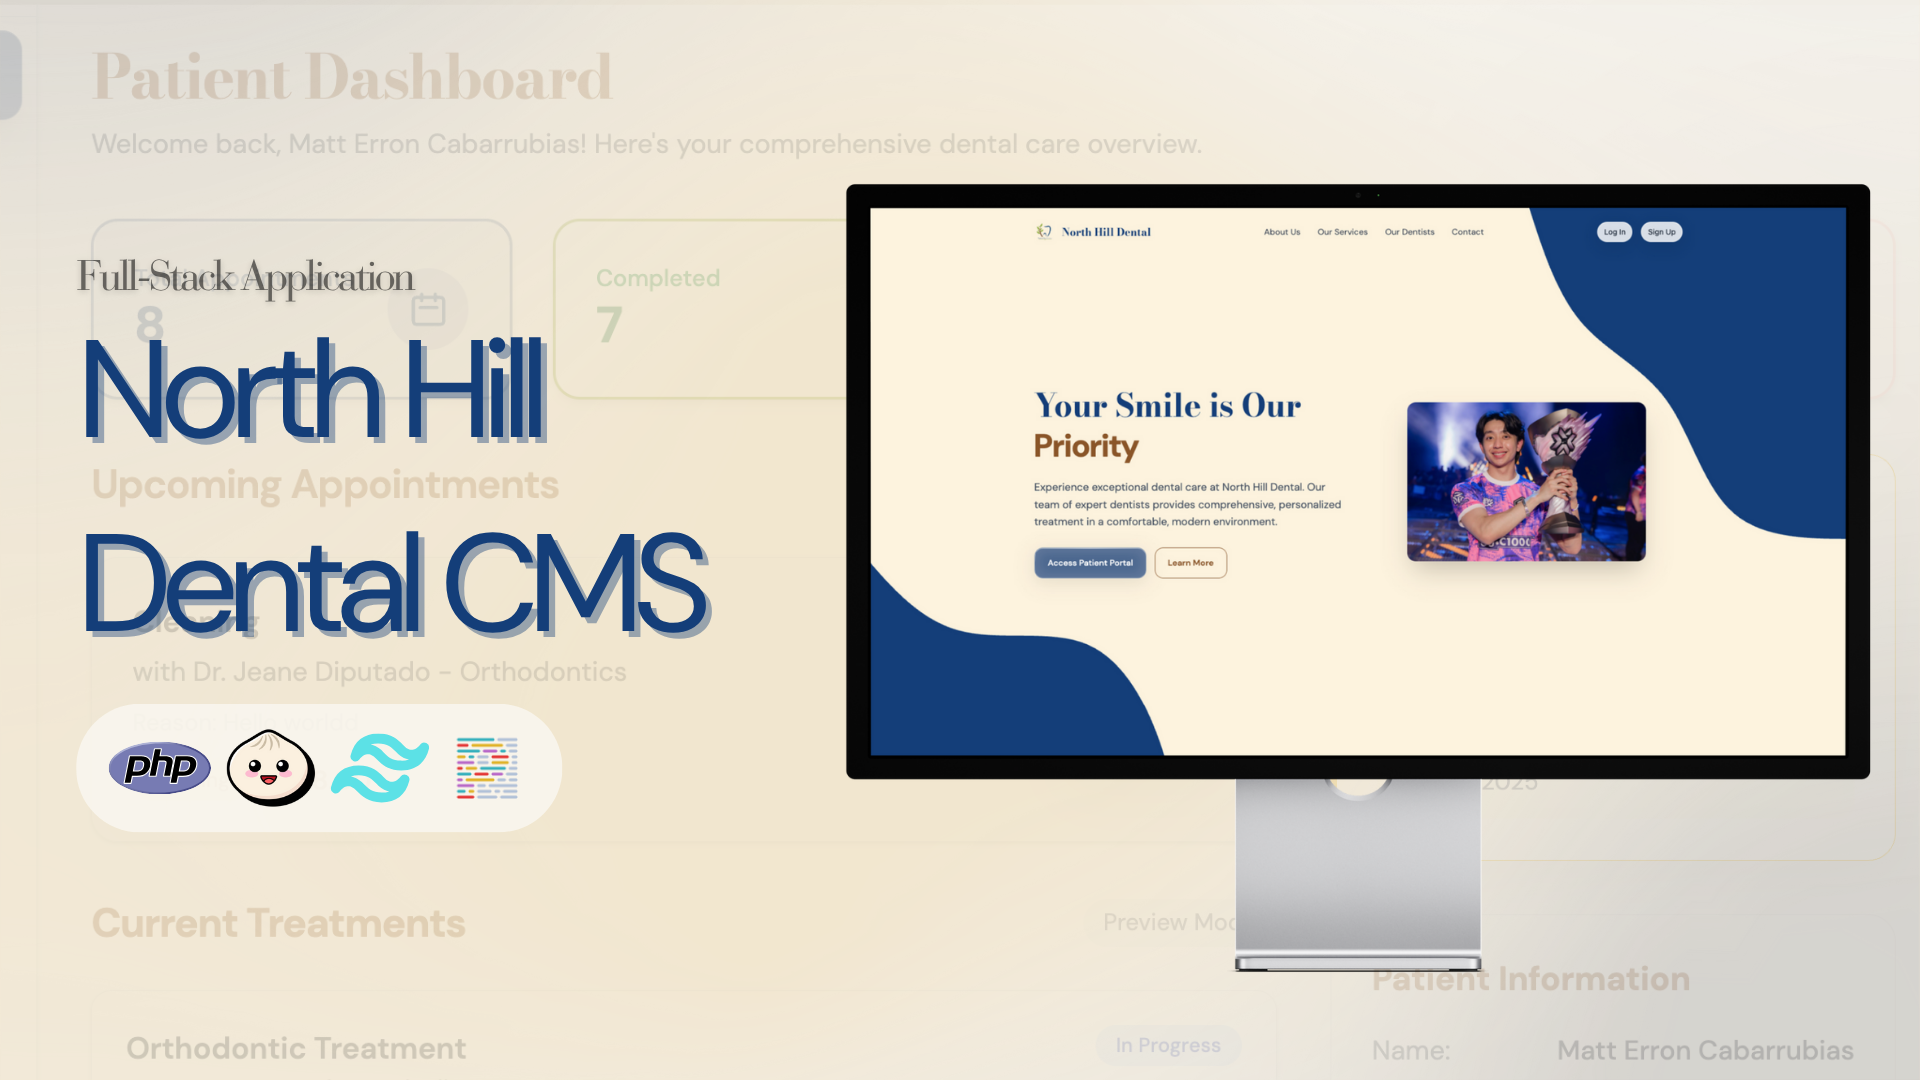 Patient Dashboard
Welcome back, Matt Erron Cabarrubias! Here's your comprehensive dental care overview.
Full-Stack Application
8
Completed
7
North Hill
Upcoming Appointments
Dental CMS
with Dr. Jeane Diputado - Orthodontics
php
North Hill Dental
About Us
Our Services
Our Dentists
Contact
Log In
Sign Up
Your Smile is Our
Priority
Experience exceptional dental care at North Hill Dental. Our
team of expert dentists provides comprehensive, personalized
treatment in a comfortable, modern environment.
Access Patient Portal
Learn More
2025
Current Treatments
Preview
Patient Information
Orthodontic Treatment
In Progress
Name:
Matt Erron Cabarrubias